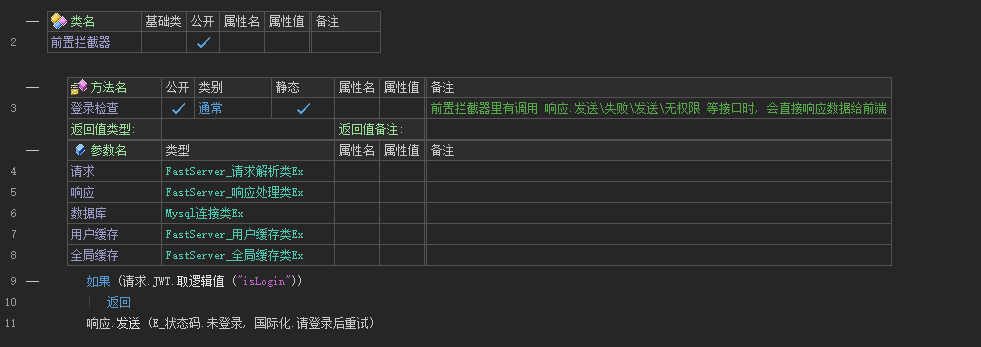 类名 基础类 公开 属性名 属性值 备注
2 前置拦截器
方法名 公开 类别 静态 属性名 属性值 备注
3 登录检查 通常 前置拦截器里有调用 响应.发送\失败\发送\无权限 等接口时, 会直接响应数据给前端
返回值类型: 返回值备注:
参数名 类型 属性名 属性值 备注
4 请求 FastServer_请求解析类Ex
5 响应 FastServer_响应处理类Ex
6 数据库 Mysql连接类Ex
7 用户缓存 FastServer_用户缓存类Ex
8 全局缓存 FastServer_全局缓存类Ex
9 如果 (请求.JWT.取逻辑值 ("isLogin"))
10 返回
11 响应.发送 (E_状态码.未登录, 国际化.请登录后重试)